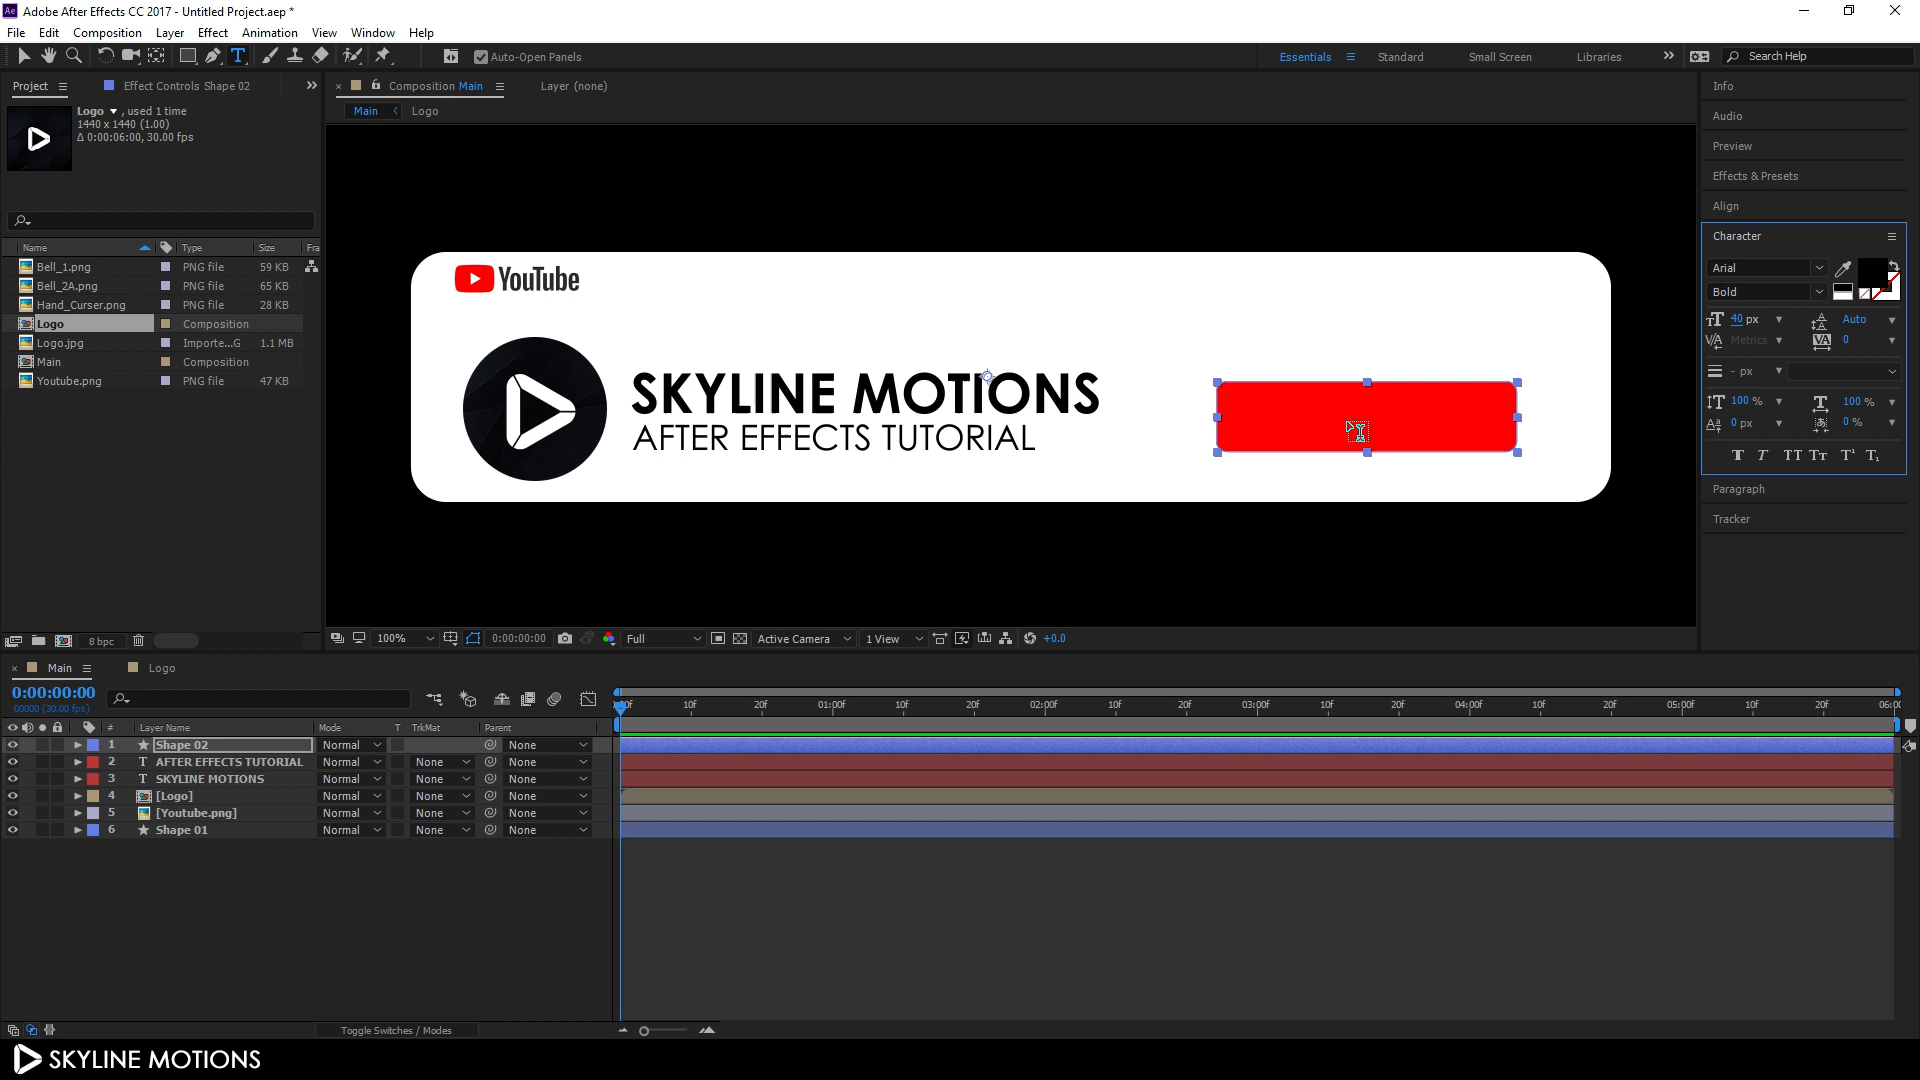 Adobe After Effects CC 2017 - Untitled Project.aep *
File Edit Composition Layer Effect Animation View Window Help
Auto-Open Panels
Essentials Standard Small Screen Libraries Search Help
Project Effect Controls Shape 02
Logo , used 1 time
1440 x 1440 (1.00)
Δ 0:00:06:00, 30.00 fps
Name Type Size Fra
Bell_1.png PNG file 59 KB
Bell_2A.png PNG file 65 KB
Hand_Curser.png PNG file 28 KB
Logo Composition
Logo.jpg Importe...G 1.1 MB
Main Composition
Youtube.png PNG file 47 KB
8 bpc
Composition Main Layer (none)
Main Logo
YouTube
SKYLINE MOTIONS
AFTER EFFECTS TUTORIAL
100% 0:00:00:00 Full Active Camera 1 View +0.0
Info
Audio
Preview
Effects & Presets
Align
Character
Arial
Bold
40 px Auto
Metrics 0
- px
100 % 100 %
0 px 0 %
Paragraph
Tracker
Main Logo
0:00:00:00
00000 (30.00 fps)
# Layer Name Mode T TrkMat Parent
1 Shape 02 Normal None
2 AFTER EFFECTS TUTORIAL Normal None None
3 SKYLINE MOTIONS Normal None None
4 [Logo] Normal None None
5 [Youtube.png] Normal None None
6 Shape 01 Normal None None
10f 20f 01:00f 10f 20f 02:00f 10f 20f 03:00f 10f 20f 04:00f 10f 20f 05:00f 10f 20f 06:00
Toggle Switches / Modes
SKYLINE MOTIONS